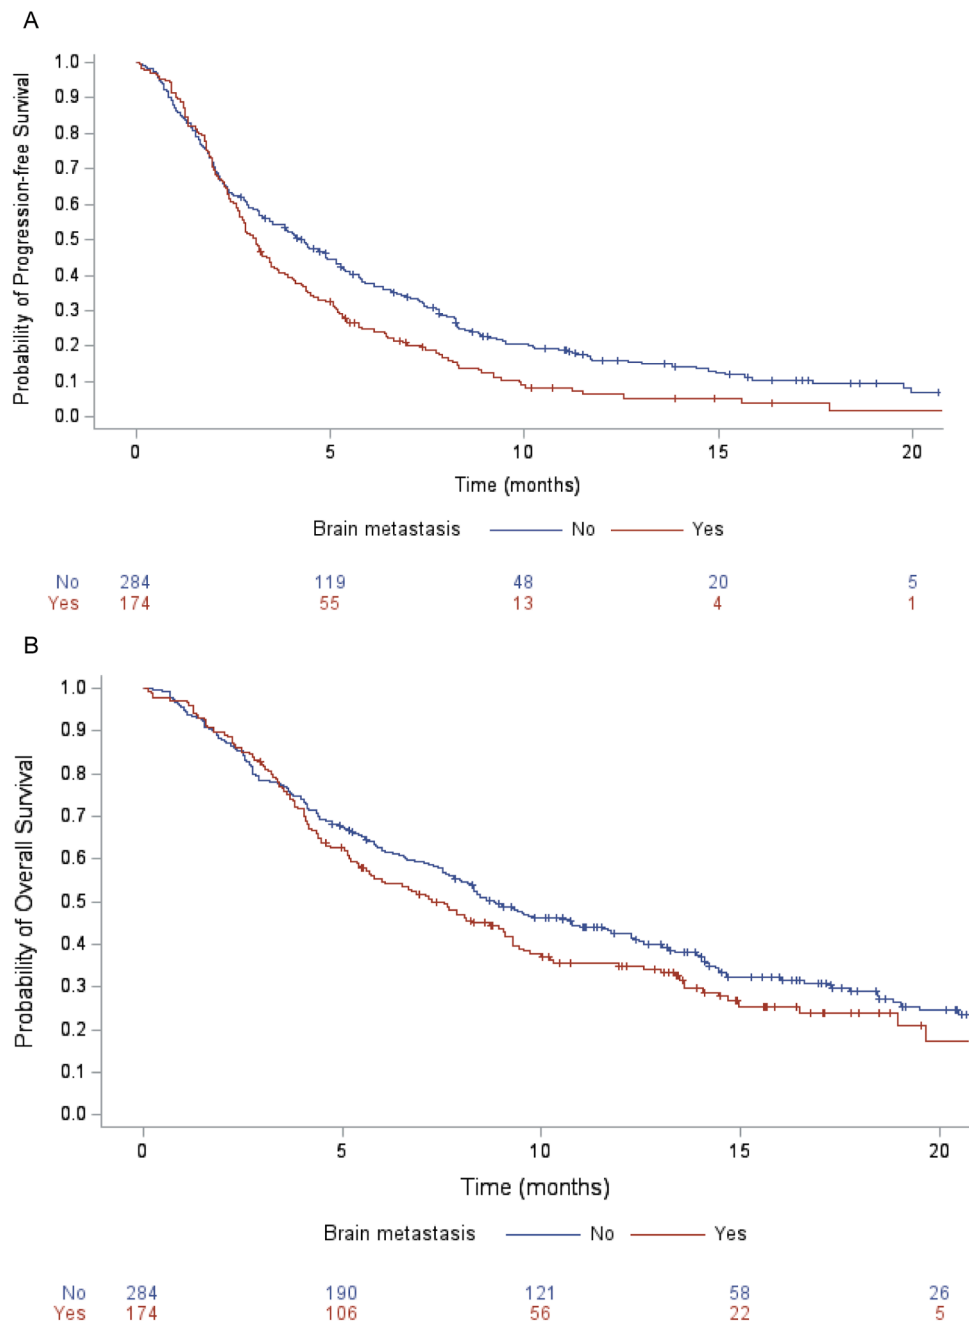 A
Probability of Progression-free Survival
1.0
0.9
0.8
0.7
0.6
0.5
0.4
0.3
0.2
0.1
0.0
0 5 10 15 20
Time (months)
Brain metastasis No Yes
No 284 119 48 20 5
Yes 174 55 13 4 1
B
Probability of Overall Survival
1.0
0.9
0.8
0.7
0.6
0.5
0.4
0.3
0.2
0.1
0.0
0 5 10 15 20
Time (months)
Brain metastasis No Yes
No 284 190 121 58 26
Yes 174 106 56 22 5